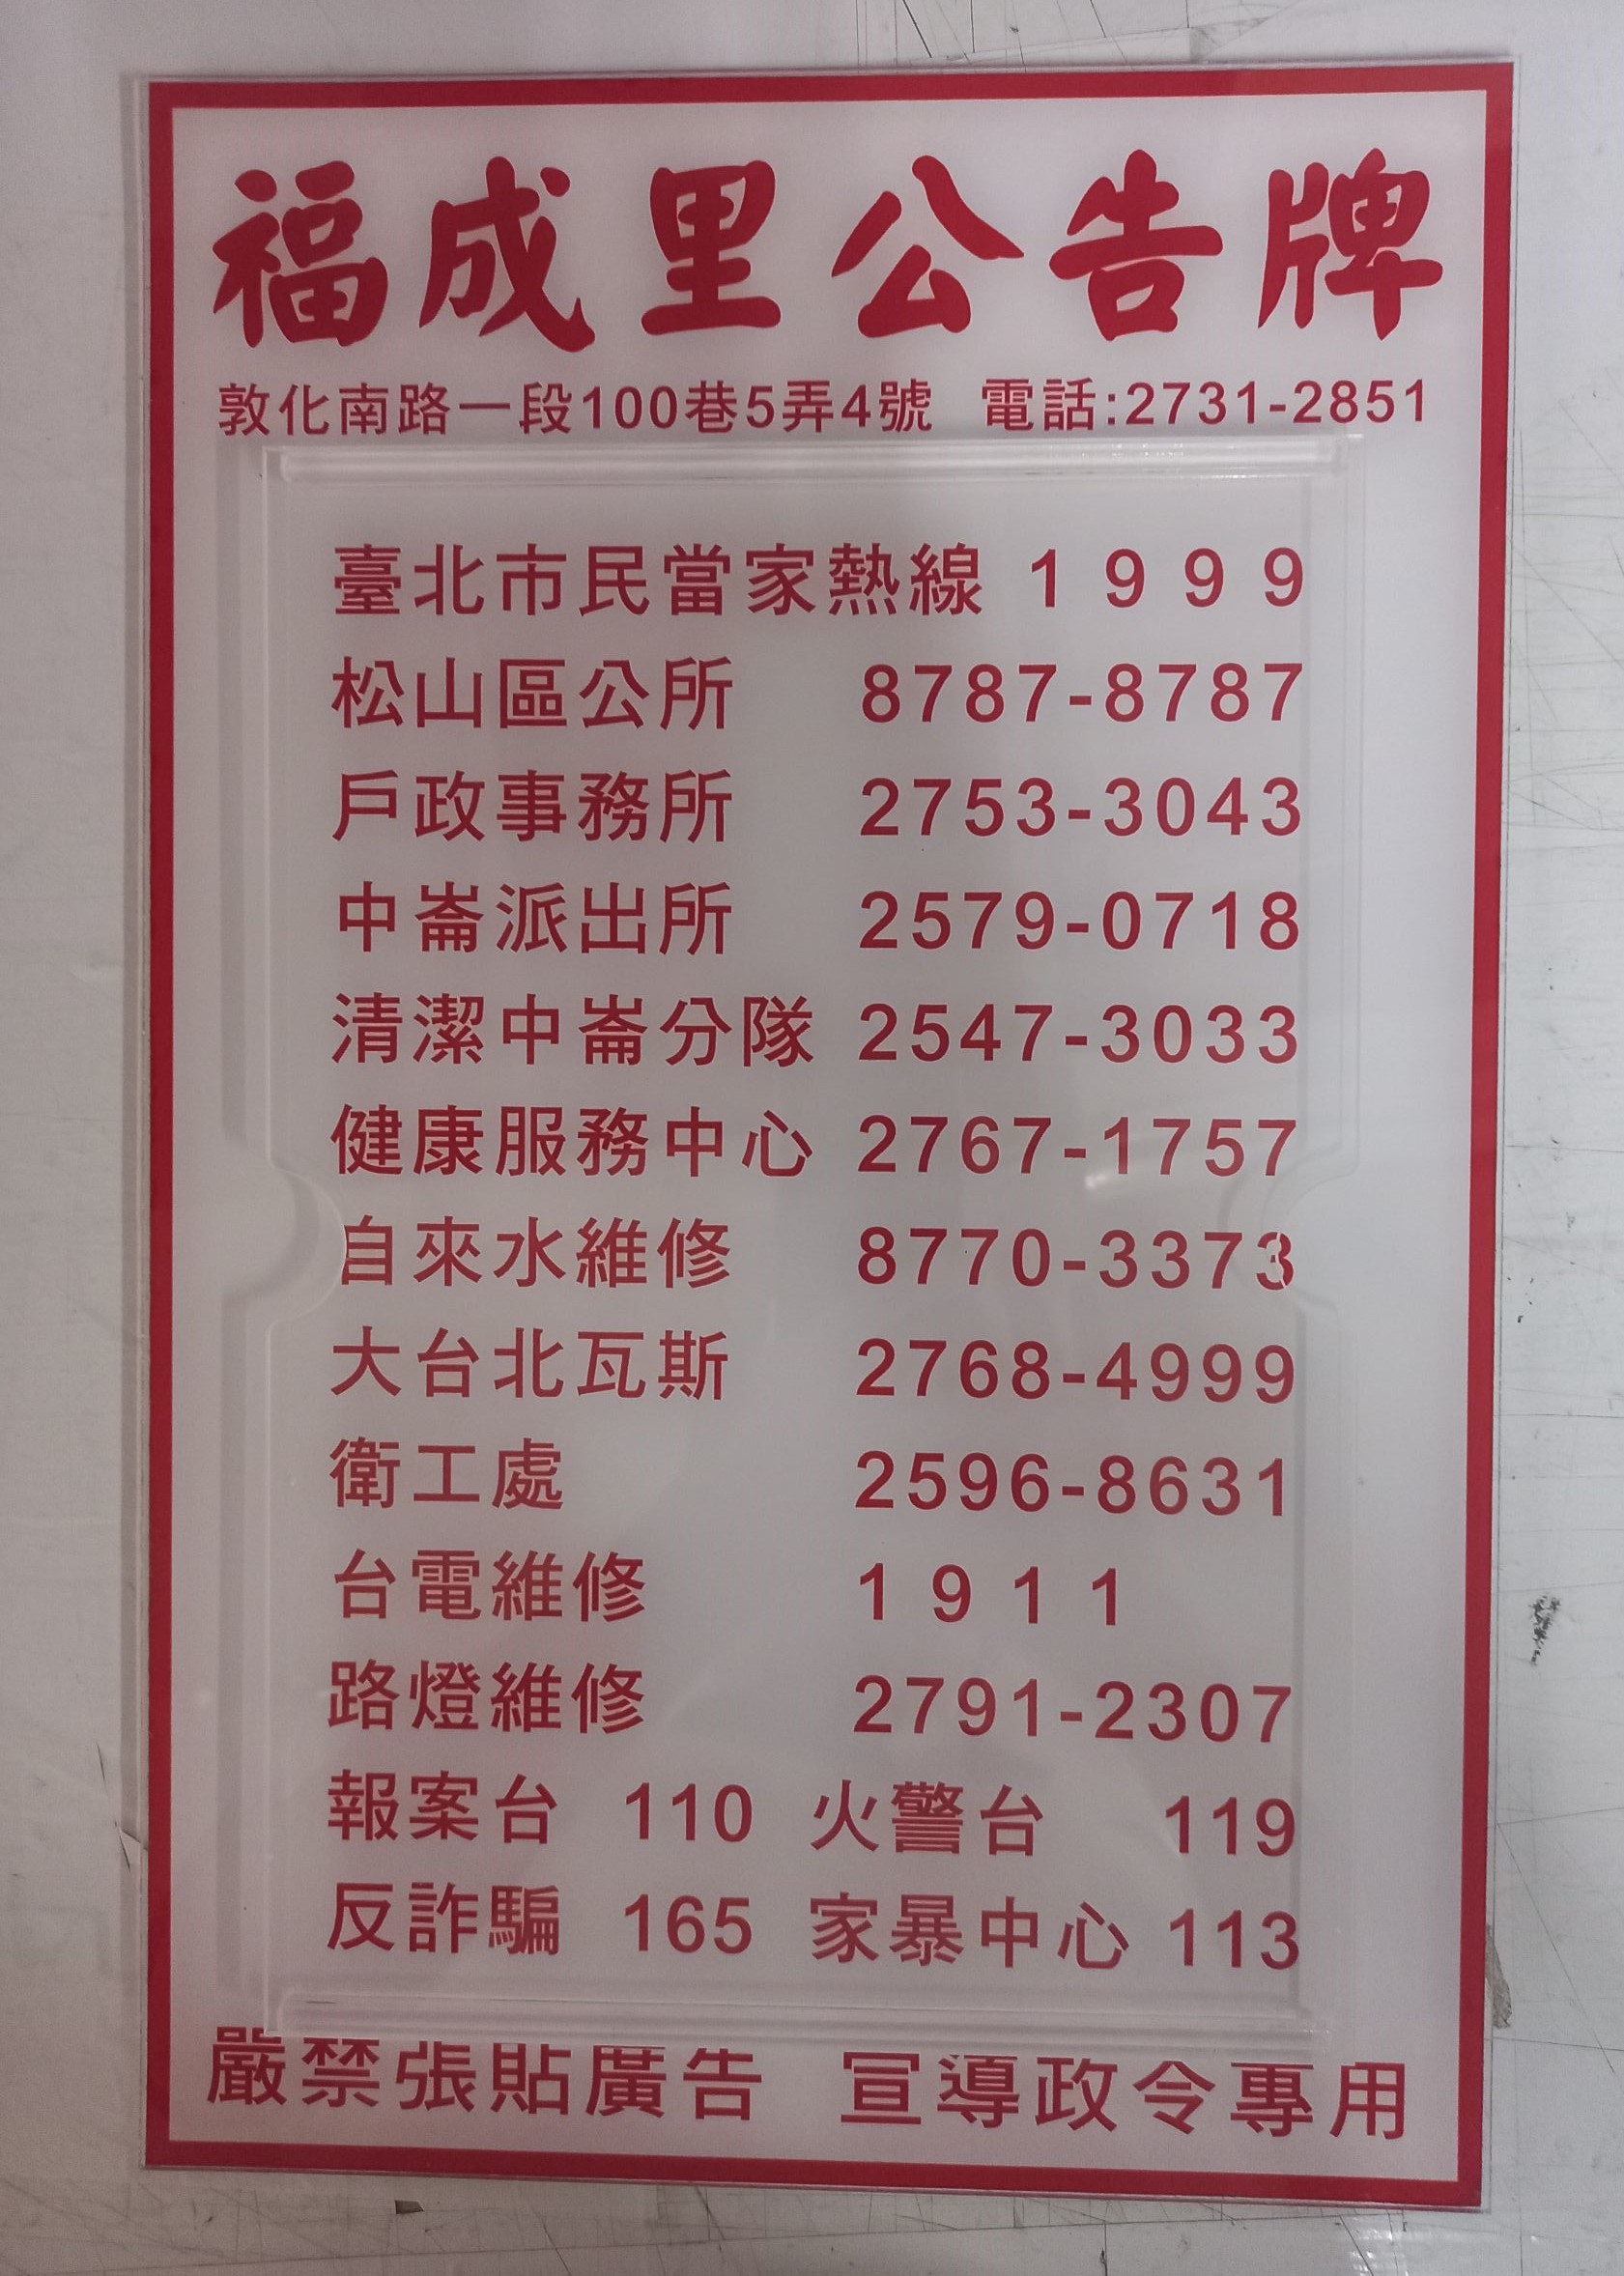 福成里公告牌
敦化南路一段100巷5弄4號 電話:2731-2851
臺北市民當家熱線 1999
松山區公所 8787-8787
戶政事務所 2753-3043
中崙派出所 2579-0718
清潔中崙分隊 2547-3033
健康服務中心 2767-1757
自來水維修 8770-3373
大台北瓦斯 2768-4999
衛工處 2596-8631
台電維修 1911
路燈維修 2791-2307
報案台 110 火警台 119
反詐騙 165 家暴中心 113
嚴禁張貼廣告 宣導政令專用